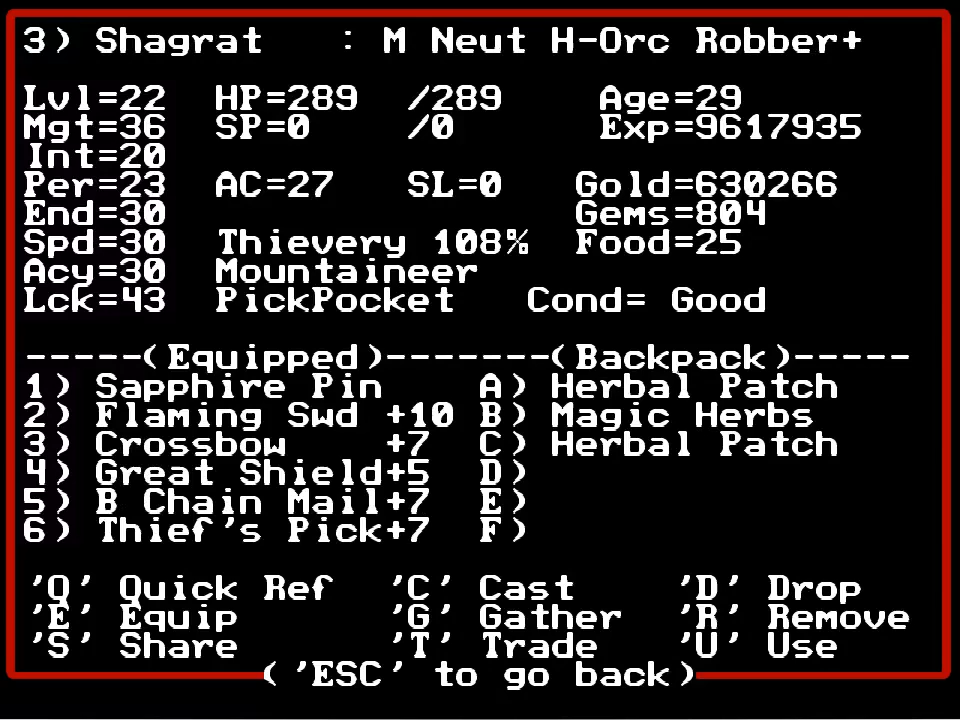 3) Shagrat : M Neut H-Orc Robber+
Lvl=22 HP=289 /289 Age=29
Mgt=36 SP=0 /0 Exp=9617935
Int=20
Per=23 AC=27 SL=0 Gold=630266
End=30 Gems=804
Spd=30 Thievery 108% Food=25
Acy=30 Mountaineer
Lck=43 PickPocket Cond= Good
-----(Equipped)-------(Backpack)-----
1) Sapphire Pin A) Herbal Patch
2) Flaming Swd +10 B) Magic Herbs
3) Crossbow +7 C) Herbal Patch
4) Great Shield+5 D)
5) B Chain Mail+7 E)
6) Thief's Pick+7 F)
'Q' Quick Ref 'C' Cast 'D' Drop
'E' Equip 'G' Gather 'R' Remove
'S' Share 'T' Trade 'U' Use
('ESC' to go back)